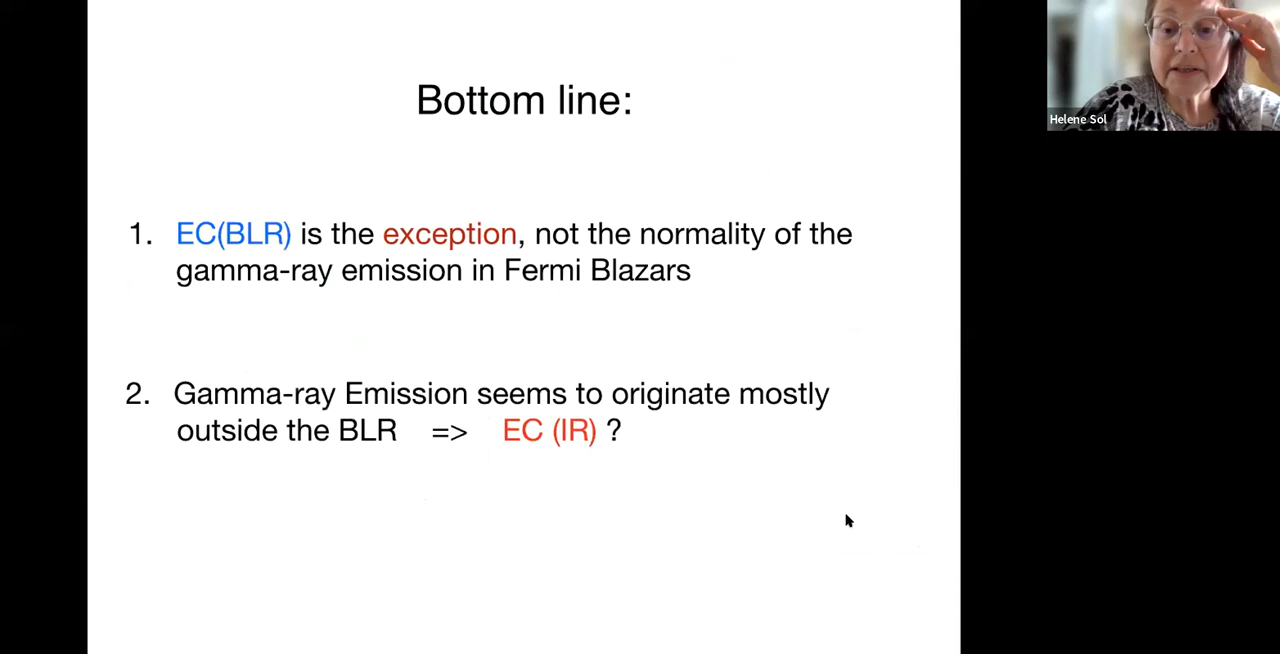 Bottom line:
1. EC(BLR) is the exception, not the normality of the
gamma-ray emission in Fermi Blazars
2. Gamma-ray Emission seems to originate mostly
outside the BLR => EC (IR) ?
Helene Sol